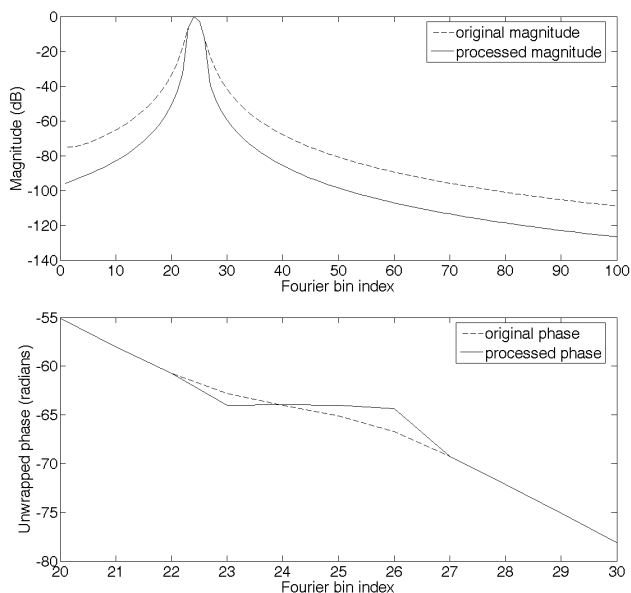 0
-20
-40
-60
-80
-100
-120
-140
Magnitude (dB)
original magnitude
processed magnitude
0 10 20 30 40 50 60 70 80 90 100
Fourier bin index
-55
-60
-65
-70
-75
-80
Unwrapped phase (radians)
original phase
processed phase
20 21 22 23 24 25 26 27 28 29 30
Fourier bin index